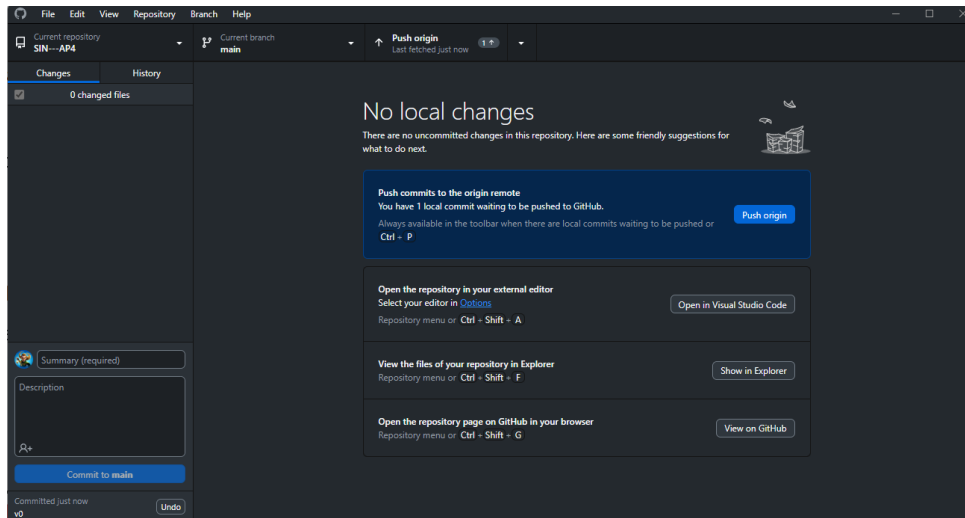 File Edit View Repository Branch Help
Current repository
SIN---AP4
Current branch
main
Push origin
Last fetched just now
1
Changes History
0 changed files
No local changes
There are no uncommitted changes in this repository. Here are some friendly suggestions for
what to do next.
Push commits to the origin remote
You have 1 local commit waiting to be pushed to GitHub.
Always available in the toolbar when there are local commits waiting to be pushed or
Ctrl + P
Push origin
Open the repository in your external editor
Select your editor in Options
Repository menu or Ctrl + Shift + A
Open in Visual Studio Code
View the files of your repository in Explorer
Repository menu or Ctrl + Shift + F
Show in Explorer
Open the repository page on GitHub in your browser
Repository menu or Ctrl + Shift + G
View on GitHub
Summary (required)
Description
Commit to main
Committed just now
v0
Undo